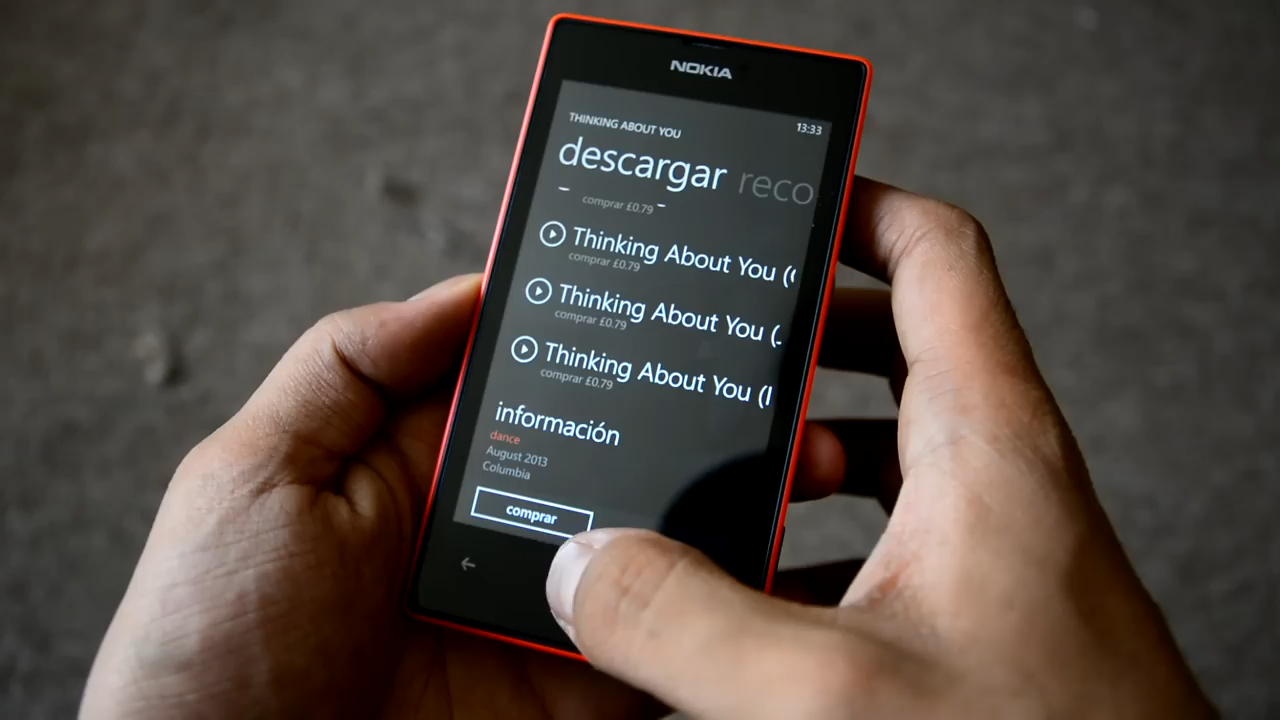 NOKIA
THINKING ABOUT YOU
13:33
descargar reco
comprar £0.79
Thinking About You (
comprar £0.79
Thinking About You (
comprar £0.79
Thinking About You (
comprar £0.79
información
dance
August 2013
Columbia
comprar